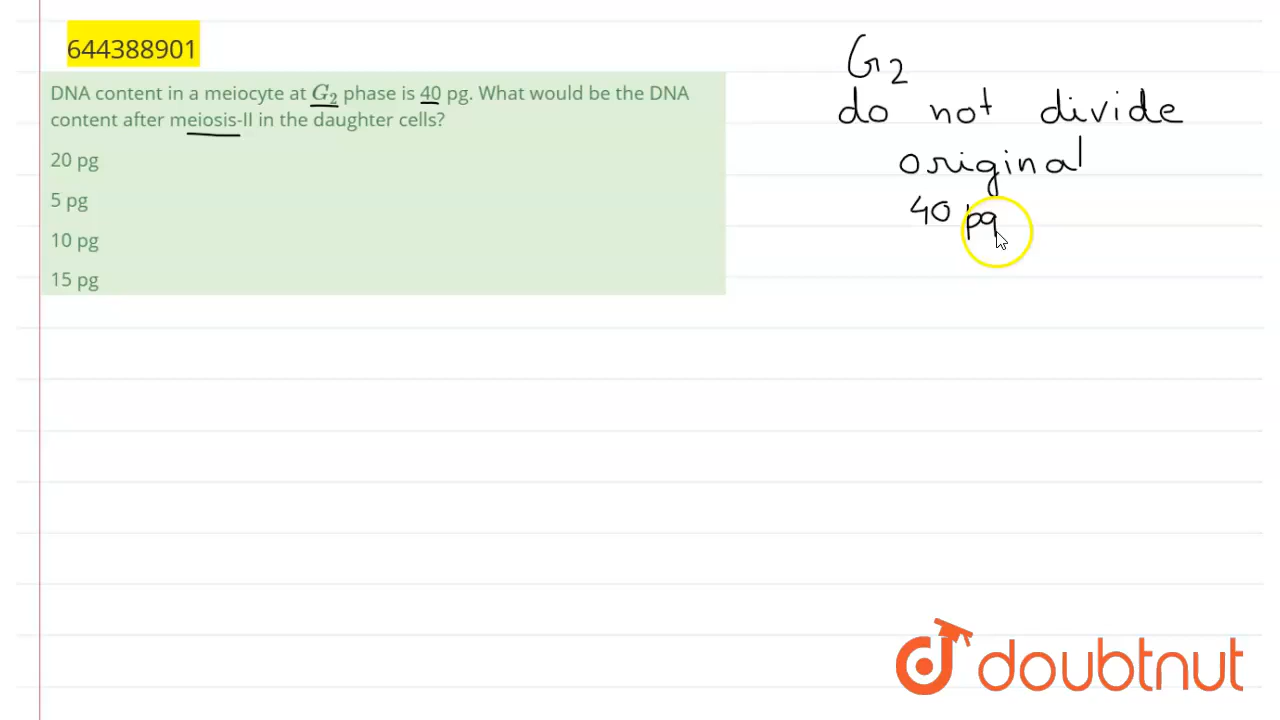 644388901
DNA content in a meiocyte at G₂ phase is 40 pg. What would be the DNA
content after meiosis-II in the daughter cells?
20 pg
5 pg
10 pg
15 pg
G2
do not divide
original
40 pg
doubtnut